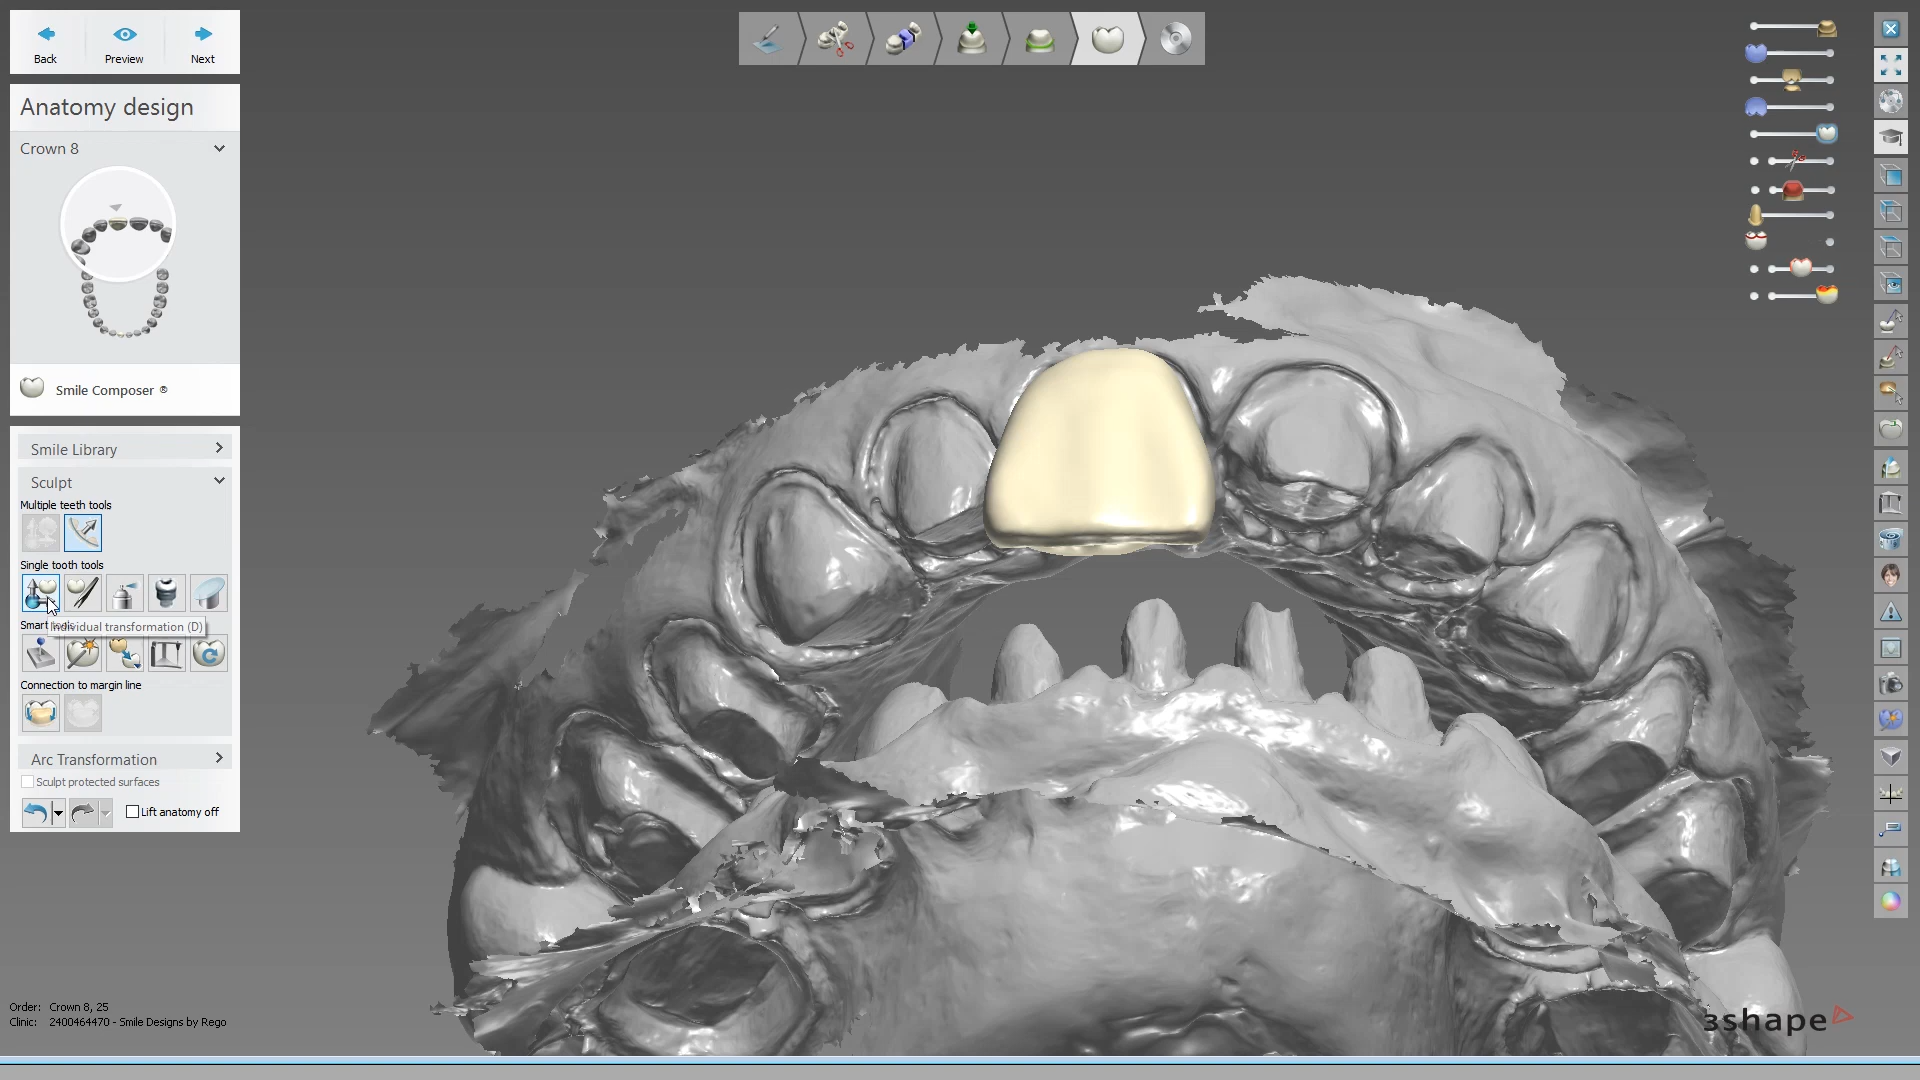 Back
Preview
Next
Anatomy design
Crown 8
Smile Composer ®
Smile Library
Sculpt
Multiple teeth tools
Single tooth tools
Individual transformation (D)
Smart
Connection to margin line
Arc Transformation
Sculpt protected surfaces
Lift anatomy off
Order: Crown 8, 25
Clinic: 2400464470 - Smile Designs by Rego
3shape